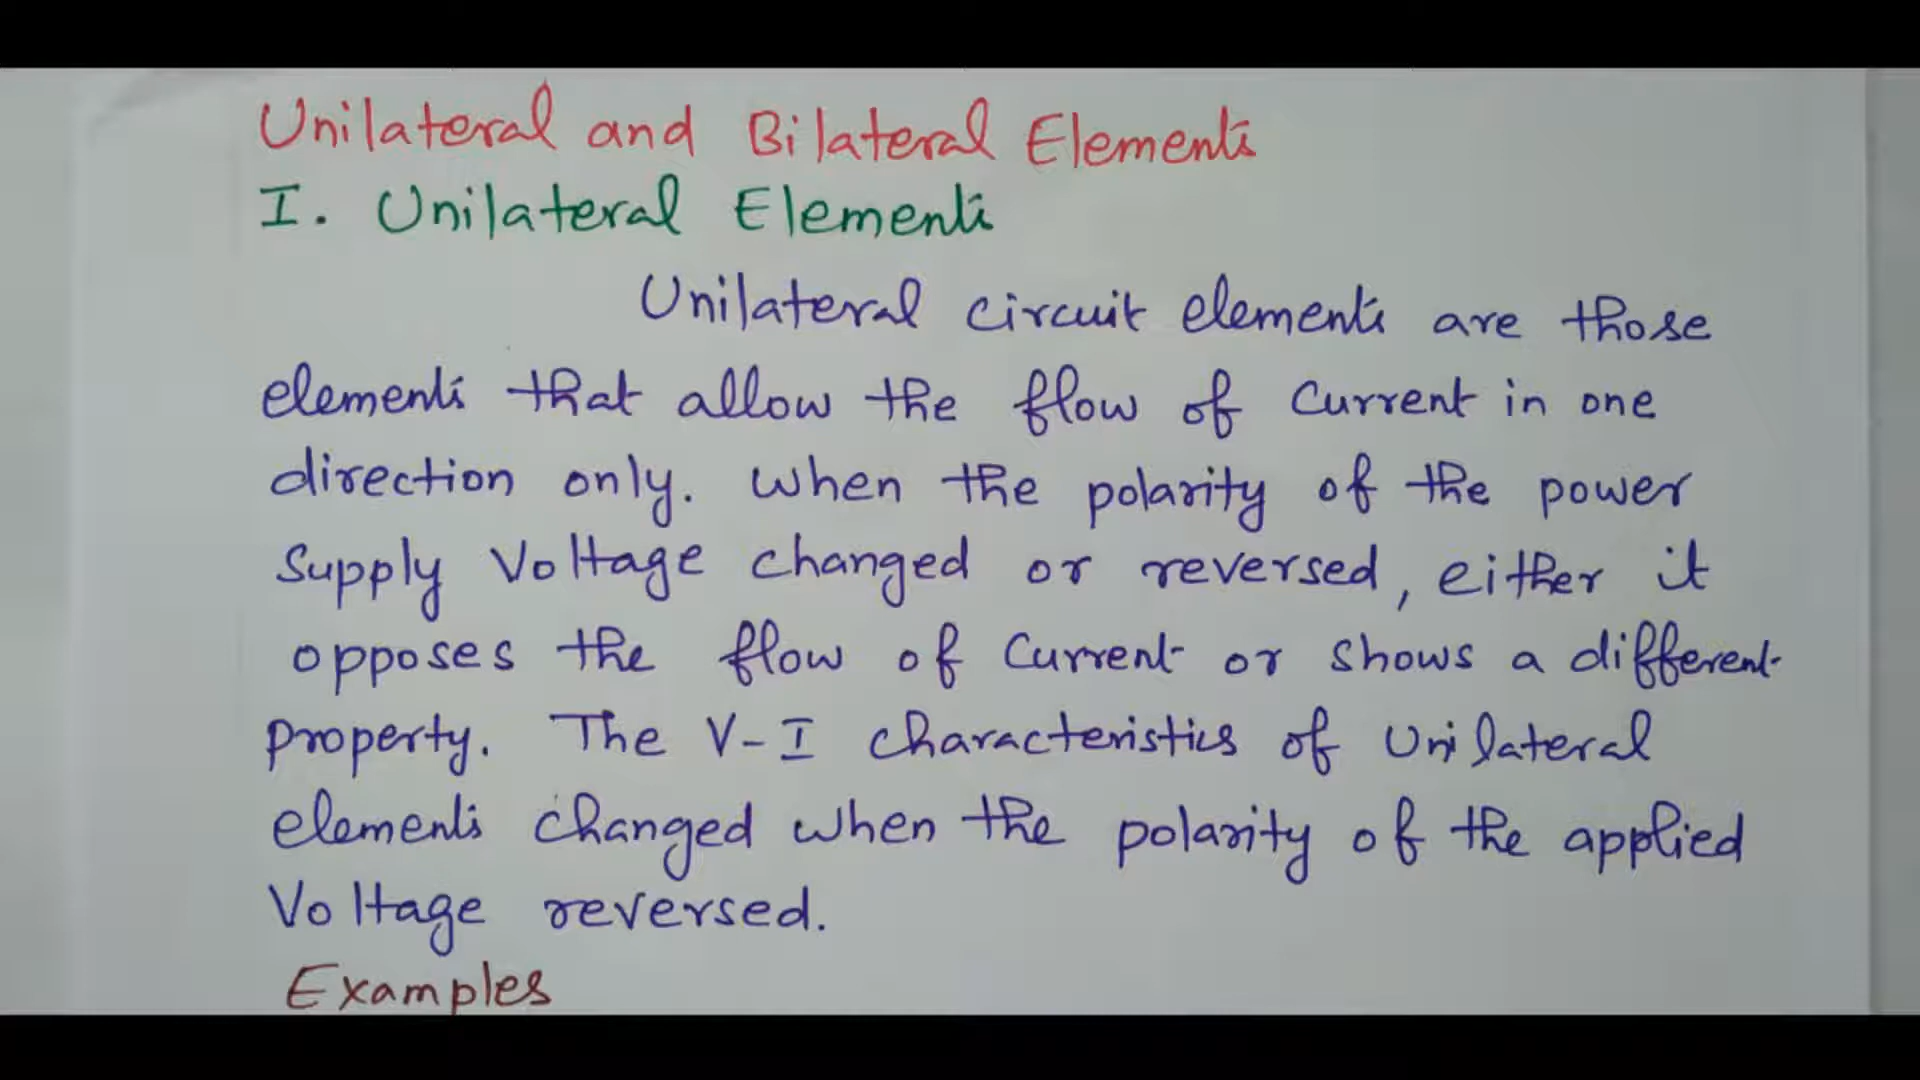 Unilateral and Bilateral Elements
I. Unilateral Elements
Unilateral circuit elements are those
elements that allow the flow of current in one
direction only. When the polarity of the power
supply voltage changed or reversed, either it
opposes the flow of current or shows a different
property. The V-I characteristics of unilateral
elements changed when the polarity of the applied
voltage reversed.
Examples